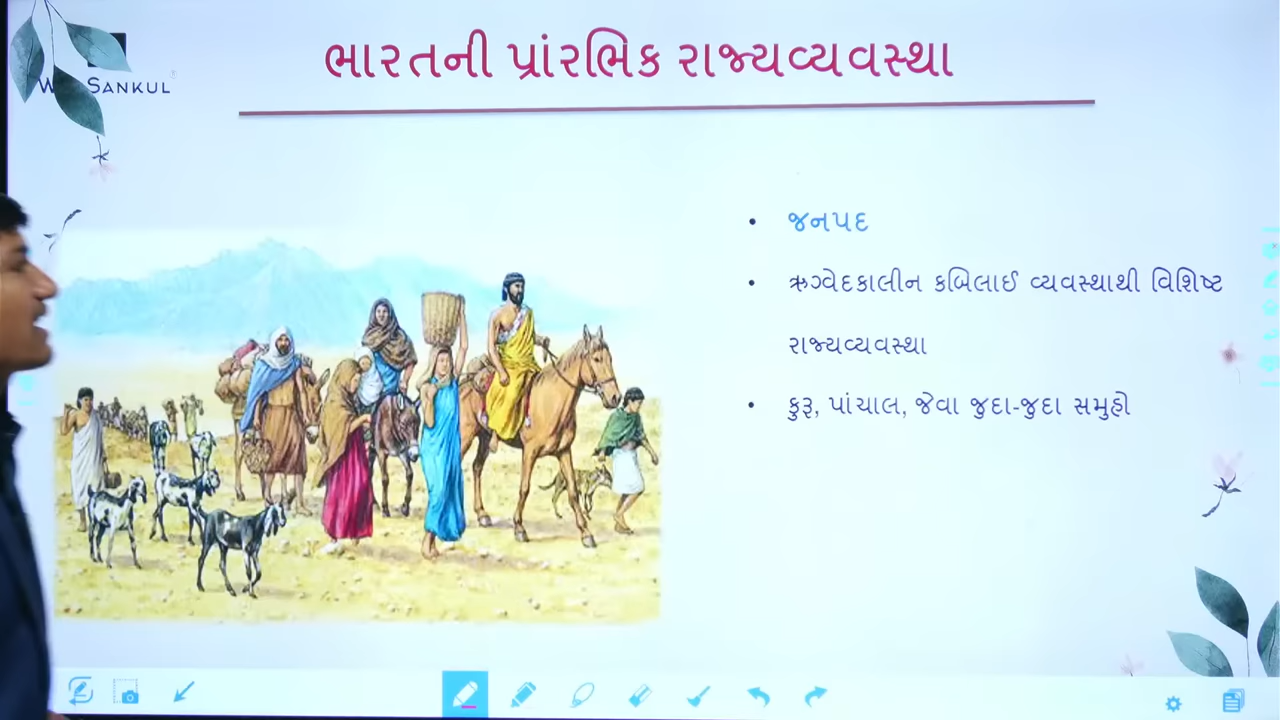 ભારતની પ્રાંરભિક રાજ્યવ્યવસ્થા
SANKUL
• જનપદ
• ઋગ્વેદકાલીન કબિલાઈ વ્યવસ્થાથી વિશિષ્ટ
રાજ્યવ્યવસ્થા
• કુરૂ, પાંચાલ, જેવા જુદા-જુદા સમુહો